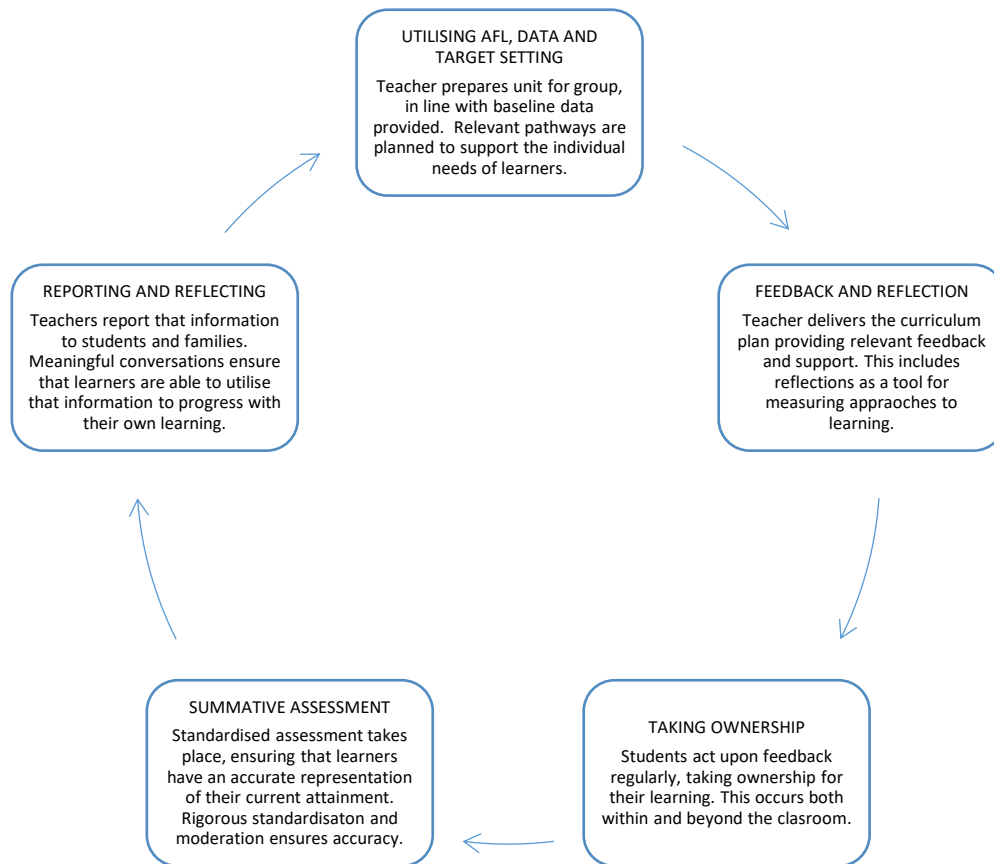 UTILISING AFL, DATA AND
TARGET SETTING
Teacher prepares unit for group,
in line with baseline data
provided.  Relevant pathways are
planned to support the individual
needs of learners.
FEEDBACK AND REFLECTION
Teacher delivers the curriculum
plan providing relevant feedback
and support. This includes
reflections as a tool for
measuring appraoches to
learning.
TAKING OWNERSHIP
Students act upon feedback
regularly, taking ownership for
their learning. This occurs both
within and beyond the clasroom.
SUMMATIVE ASSESSMENT
Standardised assessment takes
place, ensuring that learners
have an accurate representation
of their current attainment.
Rigorous standardisaton and
moderation ensures accuracy.
REPORTING AND REFLECTING
Teachers report that information
to students and families.
Meaningful conversations ensure
that learners are able to utilise
that information to progress with
their own learning.